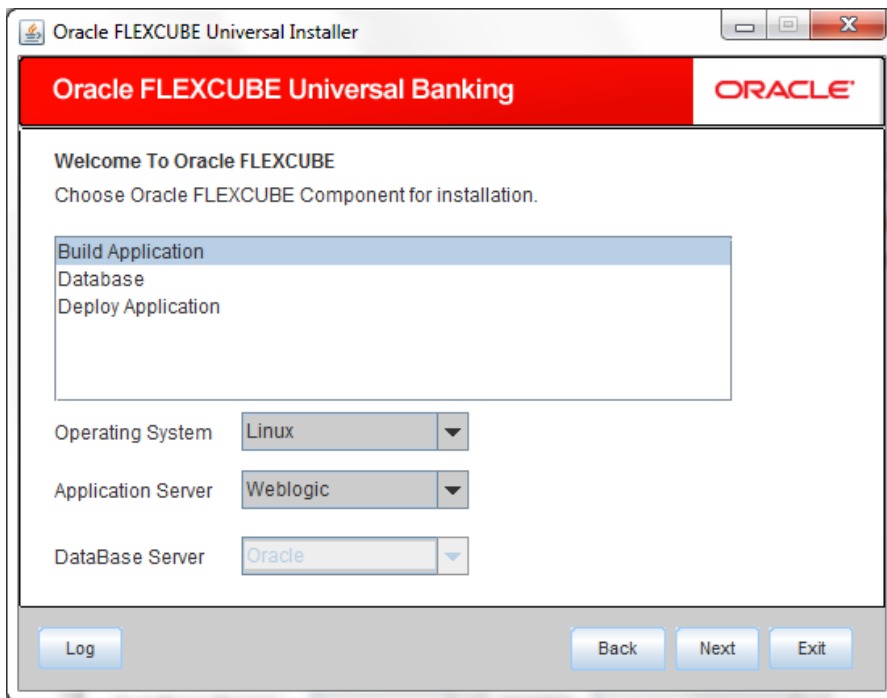 Oracle FLEXCUBE Universal Installer
Oracle FLEXCUBE Universal Banking
ORACLE
Welcome To Oracle FLEXCUBE
Choose Oracle FLEXCUBE Component for installation.
Build Application
Database
Deploy Application
Operating System Linux
Application Server Weblogic
DataBase Server Oracle
Log Back Next Exit